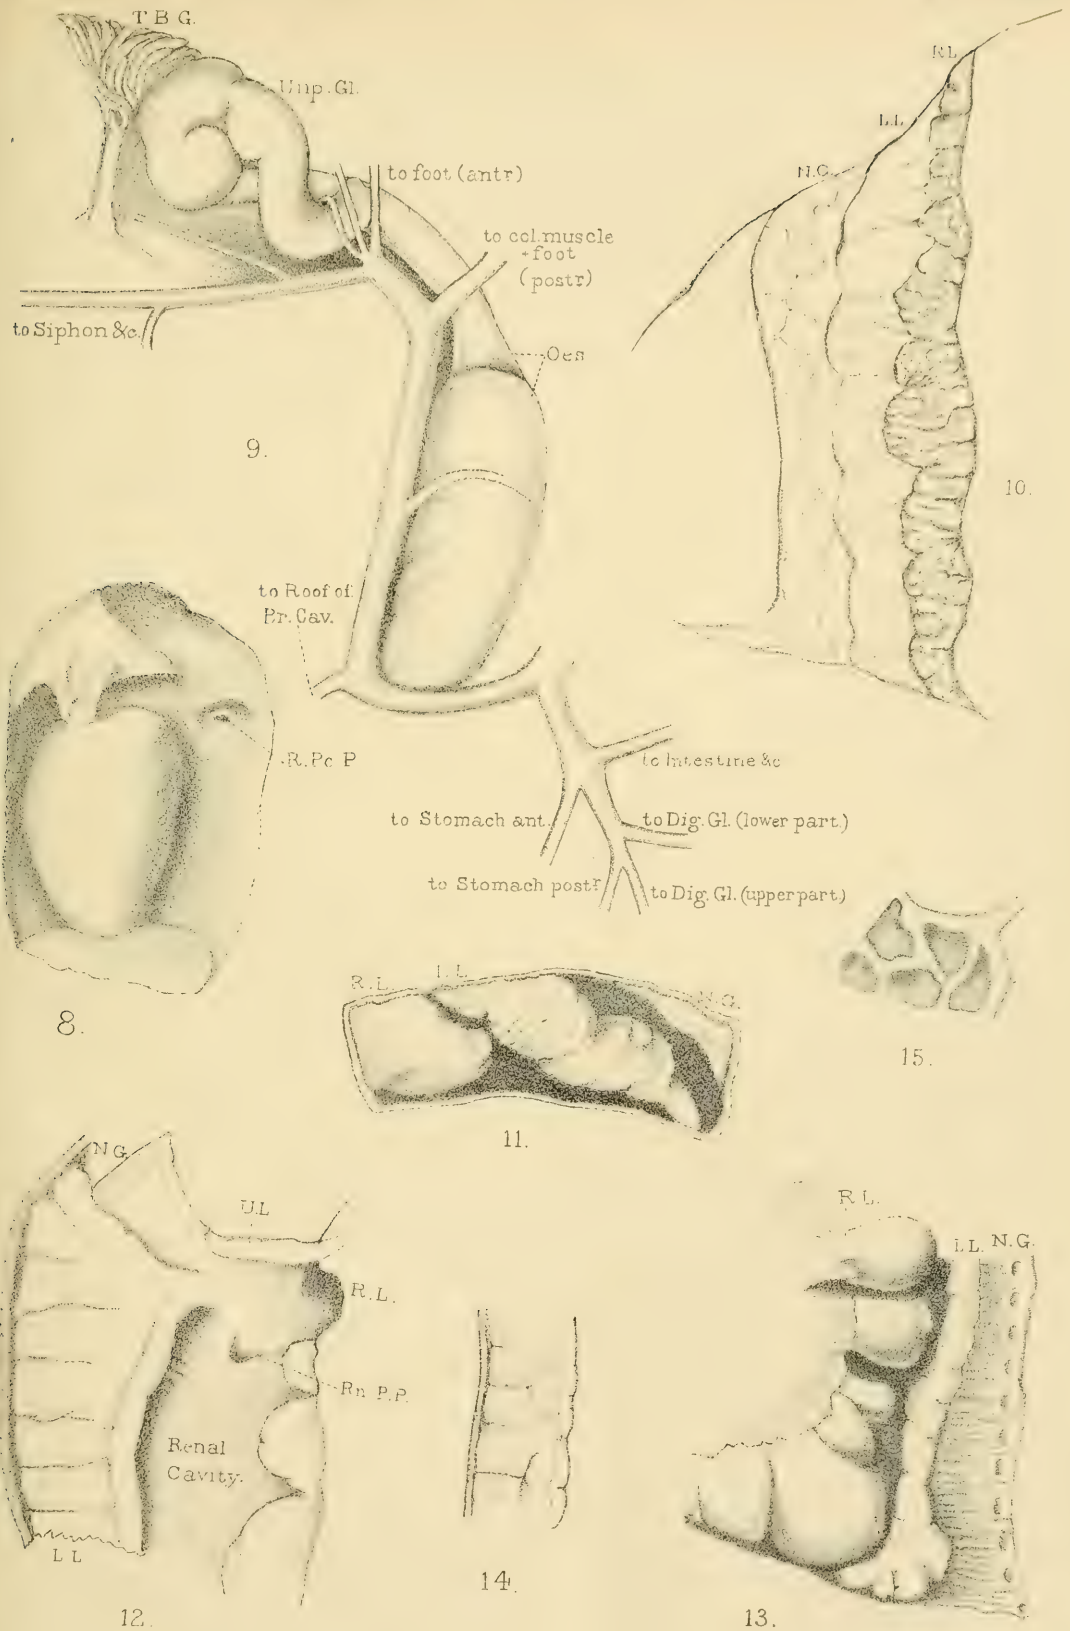 T B G.
Unp. Gl.
to foot (antr)
to col. muscle
+ foot
(postr)
to Siphon &c.
Oes
9.
R.L
L.L
N.G.
10.
to Roof of
Br. Cav.
R. Pc P
8.
to Intestine &c
to Stomach ant.
to Dig. Gl. (lower part.)
to Stomach postr
to Dig. Gl. (upper part.)
15.
R.L.
L.L.
N.G.
11.
N G
U.L
R.L.
Rn P.P.
Renal
Cavity.
L L
12.
14.
R L.
L L. N.G.
13.